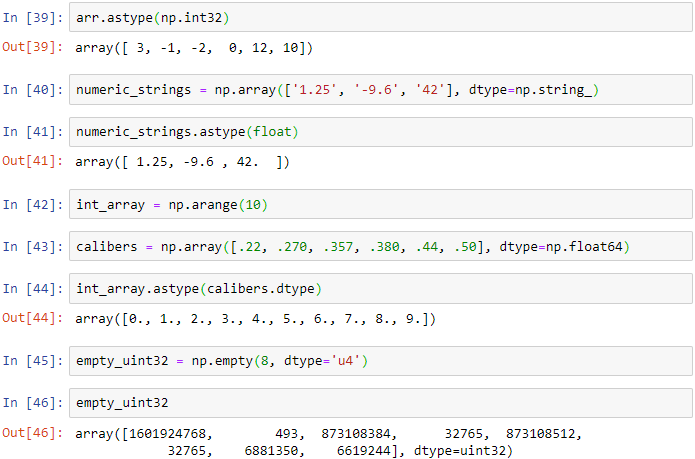 In [39]: arr.astype(np.int32)
Out[39]: array([ 3, -1, -2,  0, 12, 10])
In [40]: numeric_strings = np.array(['1.25', '-9.6', '42'], dtype=np.string_)
In [41]: numeric_strings.astype(float)
Out[41]: array([ 1.25, -9.6 , 42.  ])
In [42]: int_array = np.arange(10)
In [43]: calibers = np.array([.22, .270, .357, .380, .44, .50], dtype=np.float64)
In [44]: int_array.astype(calibers.dtype)
Out[44]: array([0., 1., 2., 3., 4., 5., 6., 7., 8., 9.])
In [45]: empty_uint32 = np.empty(8, dtype='u4')
In [46]: empty_uint32
Out[46]: array([1601924768,        493,  873108384,      32765,  873108512,
            32765,    6881350,    6619244], dtype=uint32)